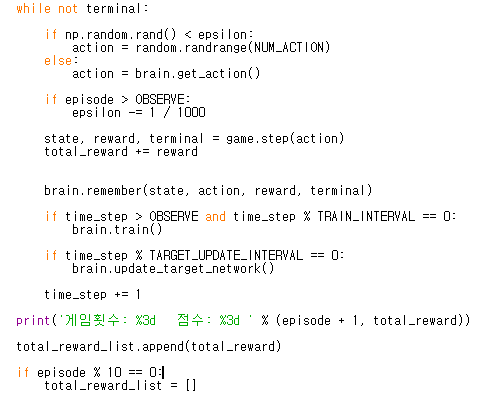 while not terminal:
if np.random.rand() < epsilon:
action = random.randrange(NUM_ACTION)
else:
action = brain.get_action()
if episode > OBSERVE:
epsilon -= 1 / 1000
state, reward, terminal = game.step(action)
total_reward += reward
brain.remember(state, action, reward, terminal)
if time_step > OBSERVE and time_step % TRAIN_INTERVAL == 0:
brain.train()
if time_step % TARGET_UPDATE_INTERVAL == 0:
brain.update_target_network()
time_step += 1
print('게임횟수: %3d   점수: %3d ' % (episode + 1, total_reward))
total_reward_list.append(total_reward)
if episode % 10 == 0:
total_reward_list = []